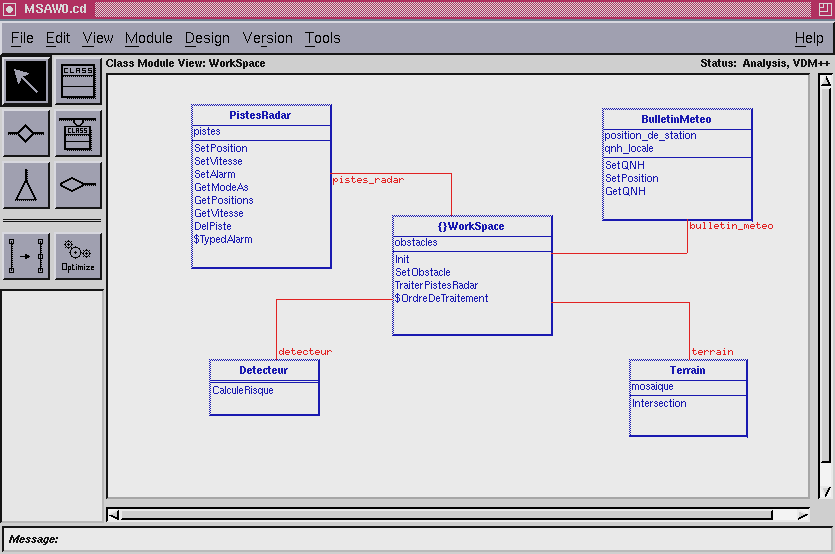 MSAW0.cd
File Edit View Module Design Version Tools Help
Class Module View: WorkSpace
Status: Analysis, VDM++
CLASS
CLASS
OpTimize
PistesRadar
pistes
SetPosition
SetVitesse
SetAlarm
GetModeAs
GetPositions
GetVitesse
DelPiste
$TypedAlarm
pistes_radar
BulletinMeteo
position_de_station
qnh_locale
SetQNH
SetPosition
GetQNH
bulletin_meteo
{}WorkSpace
obstacles
Init
SetObstacle
TraiterPistesRadar
$OrdreDeTraitement
detecteur
Detecteur
CalculeRisque
terrain
Terrain
mosaique
Intersection
Message: